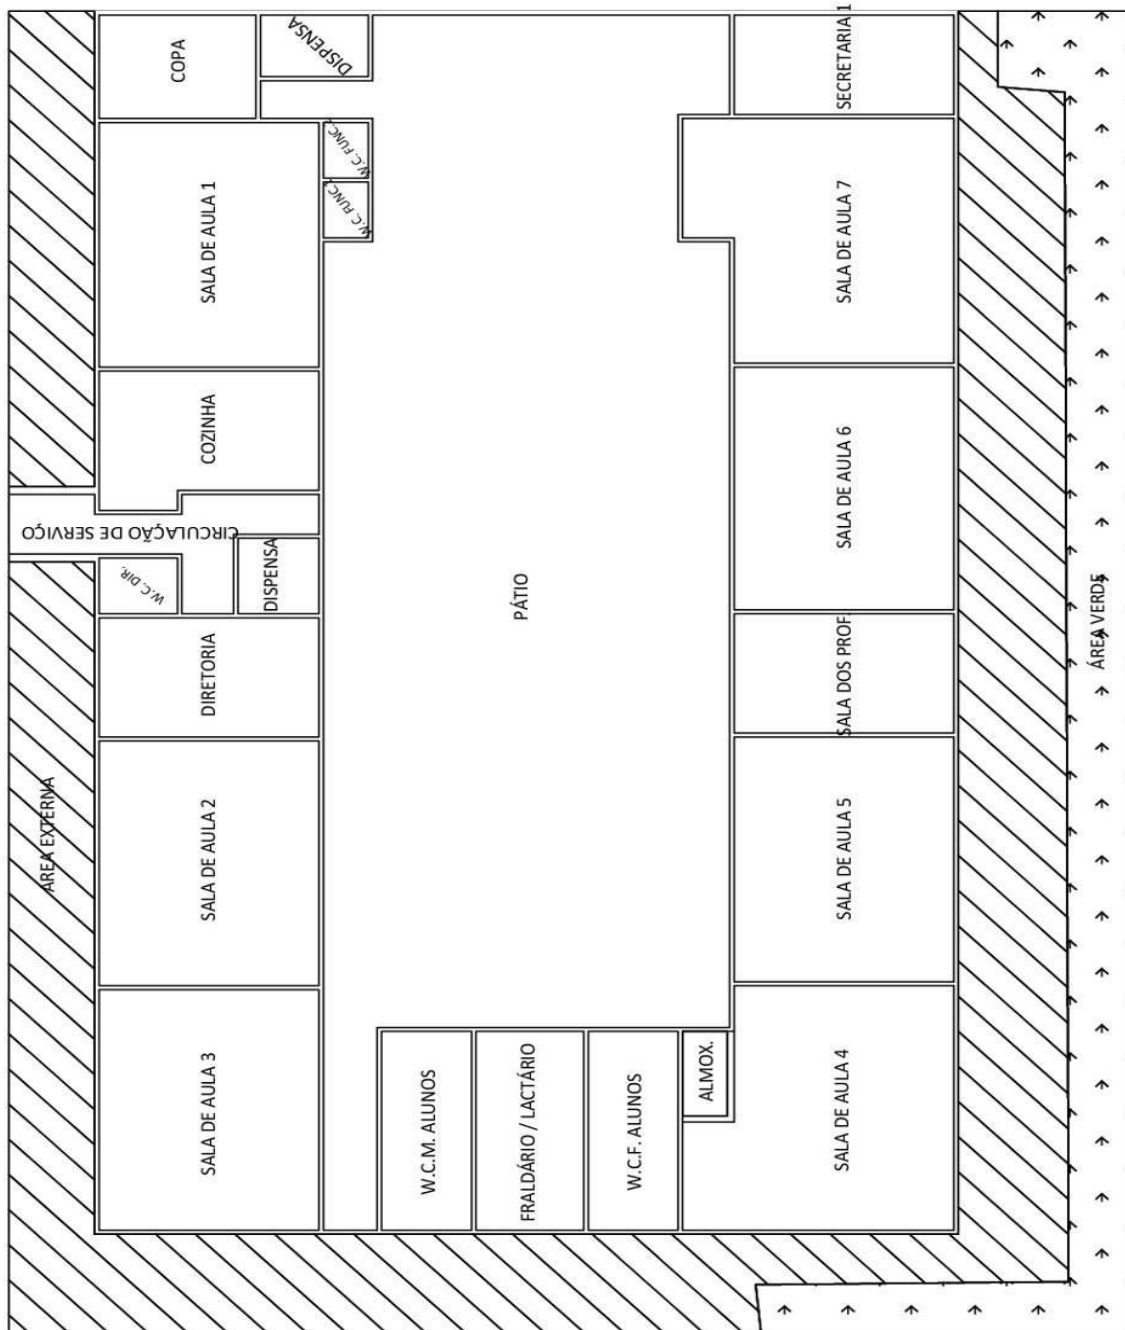 COPA
DISPENSA
SECRETARIA 1
SALA DE AULA 1
W.C. FUNC.
W.C. FUNC.
SALA DE AULA 7
COZINHA
SALA DE AULA 6
CIRCULAÇÃO DE SERVIÇO
W.C. DIR.
DISPENSA
PÁTIO
DIRETORIA
SALA DOS PROF.
ÁREA VERDE
ÁREA EXTERNA
SALA DE AULA 2
SALA DE AULA 5
SALA DE AULA 3
W.C.M. ALUNOS
FRALDÁRIO / LACTÁRIO
W.C.F. ALUNOS
ALMOX.
SALA DE AULA 4